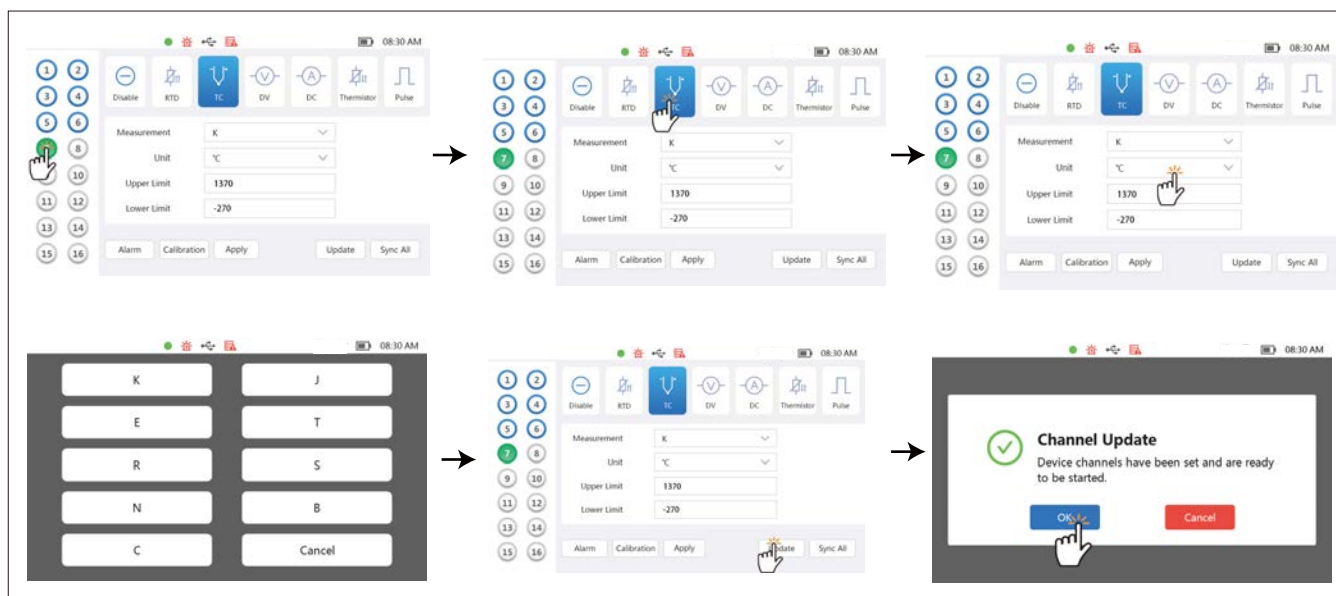 08:30 AM
1 2
3 4
5 6
8
10
11 12
13 14
15 16
Disable RTD TC DV DC Thermistor Pulse
Measurement K
Unit °C
Upper Limit 1370
Lower Limit -270
Alarm Calibration Apply Update Sync All
08:30 AM
1 2
3 4
5 6
7 8
9 10
11 12
13 14
15 16
Disable RTD TC DV DC Thermistor Pulse
Measurement K
Unit °C
Upper Limit 1370
Lower Limit -270
Alarm Calibration Apply Update Sync All
08:30 AM
1 2
3 4
5 6
7 8
9 10
11 12
13 14
15 16
Disable RTD TC DV DC Thermistor Pulse
Measurement K
Unit °C
Upper Limit 1370
Lower Limit -270
Alarm Calibration Apply Update Sync All
08:30 AM
K J
E T
R S
N B
C Cancel
08:30 AM
1 2
3 4
5 6
7 8
9 10
11 12
13 14
15 16
Disable RTD TC DV DC Thermistor Pulse
Measurement K
Unit °C
Upper Limit 1370
Lower Limit -270
Alarm Calibration Apply Update Sync All
08:30 AM
Channel Update
Device channels have been set and are ready
to be started.
OK Cancel